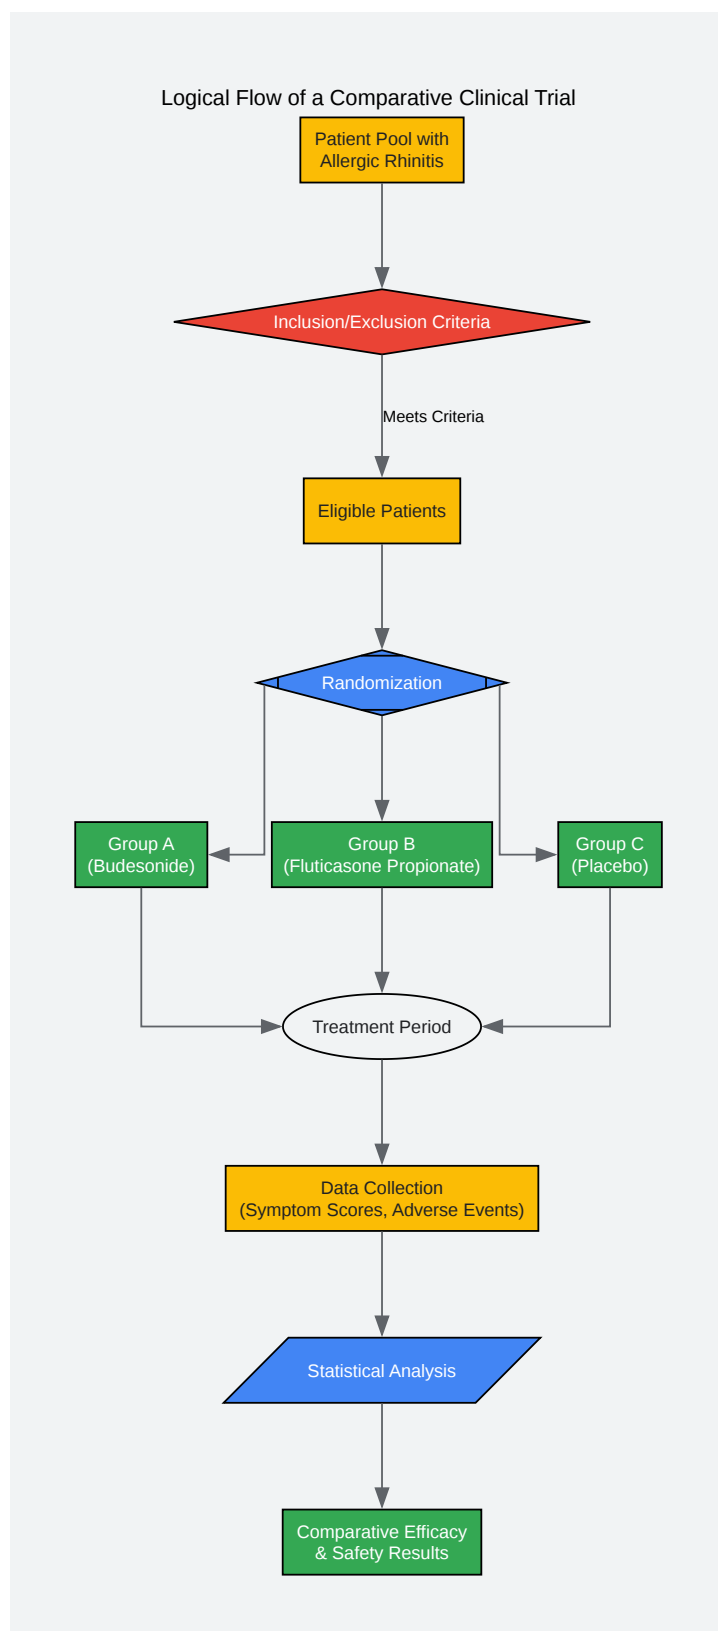 Logical Flow of a Comparative Clinical Trial
Patient Pool with
Allergic Rhinitis
Inclusion/Exclusion Criteria
Meets Criteria
Eligible Patients
Randomization
Group A
(Budesonide)
Group B
(Fluticasone Propionate)
Group C
(Placebo)
Treatment Period
Data Collection
(Symptom Scores, Adverse Events)
Statistical Analysis
Comparative Efficacy
& Safety Results